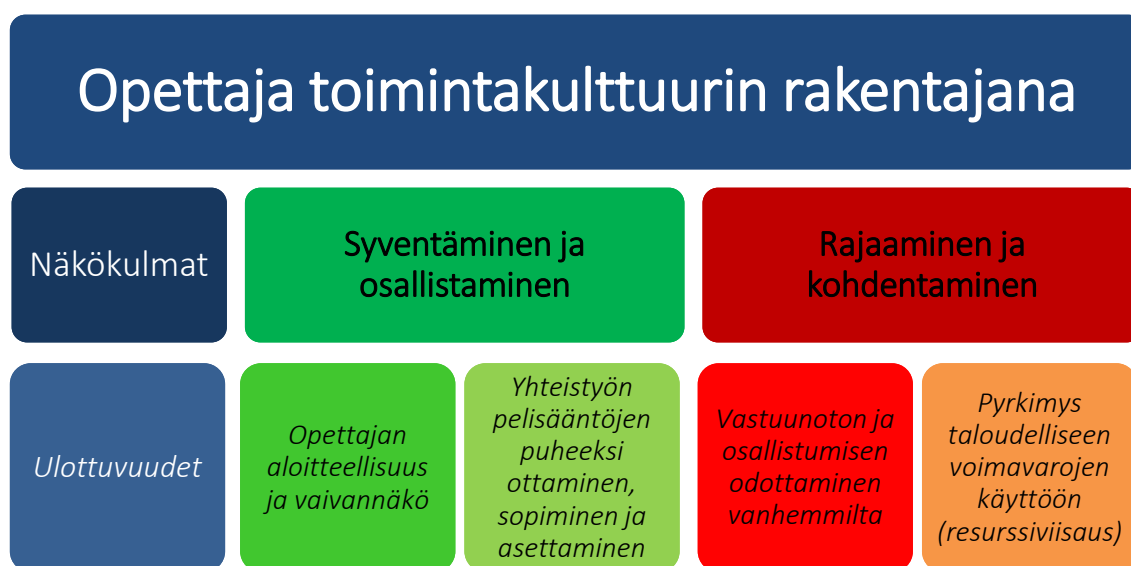 Opettaja toimintakulttuurin rakentajana
Näkökulmat
Syventäminen ja
osallistaminen
Rajaaminen ja
kohdentaminen
Ulottuvuudet
Opettajan
aloitteellisuus
ja vaivannäkö
Yhteistyön
pelisääntöjen
puheeksi
ottaminen,
sopiminen ja
asettaminen
Vastuunoton ja
osallistumisen
odottaminen
vanhemmilta
Pyrkimys
taloudelliseen
voimavarojen
käyttöön
(resurssiviisaus)